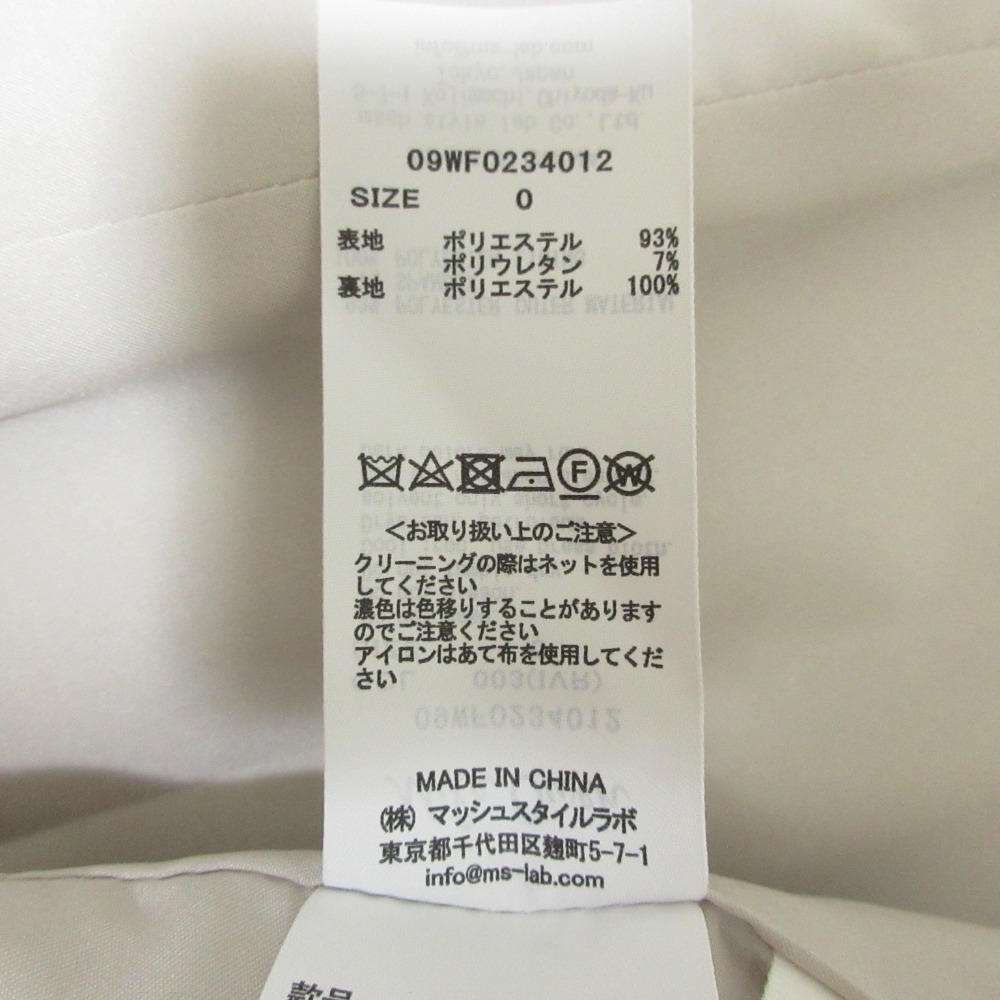 09WF0234012
SIZE 0
表地 ポリエステル 93%
ポリウレタン 7%
裏地 ポリエステル 100%
F W
<お取り扱い上のご注意>
クリーニングの際はネットを使用
してください
濃色は色移りすることがあります
のでご注意ください
アイロンはあて布を使用してくだ
さい
MADE IN CHINA
(株) マッシュスタイルラボ
東京都千代田区麹町5-7-1
info@ms-lab.com
款号